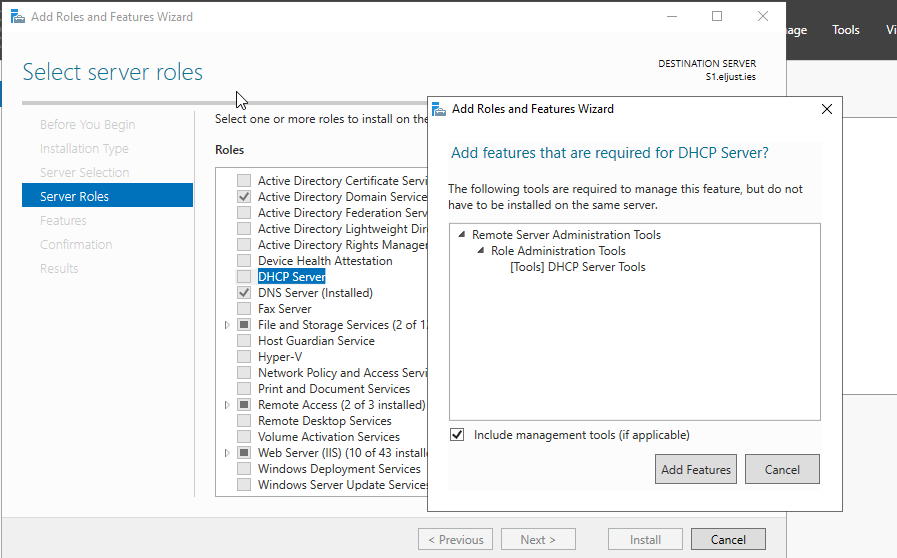 Add Roles and Features Wizard
age
Tools
Select server roles
DESTINATION SERVER
S1.eljust.ies
Before You Begin
Installation Type
Server Selection
Server Roles
Features
Confirmation
Results
Select one or more roles to install on the
Roles
Active Directory Certificate Servi
Active Directory Domain Service
Active Directory Federation Serv
Active Directory Lightweight Dire
Active Directory Rights Manager
Device Health Attestation
DHCP Server
DNS Server (Installed)
Fax Server
File and Storage Services (2 of 12
Host Guardian Service
Hyper-V
Network Policy and Access Servi
Print and Document Services
Remote Access (2 of 3 installed)
Remote Desktop Services
Volume Activation Services
Web Server (IIS) (10 of 43 installe
Windows Deployment Services
Windows Server Update Services
< Previous
Next >
Install
Cancel
Add Roles and Features Wizard
Add features that are required for DHCP Server?
The following tools are required to manage this feature, but do not
have to be installed on the same server.
Remote Server Administration Tools
Role Administration Tools
[Tools] DHCP Server Tools
Include management tools (if applicable)
Add Features
Cancel